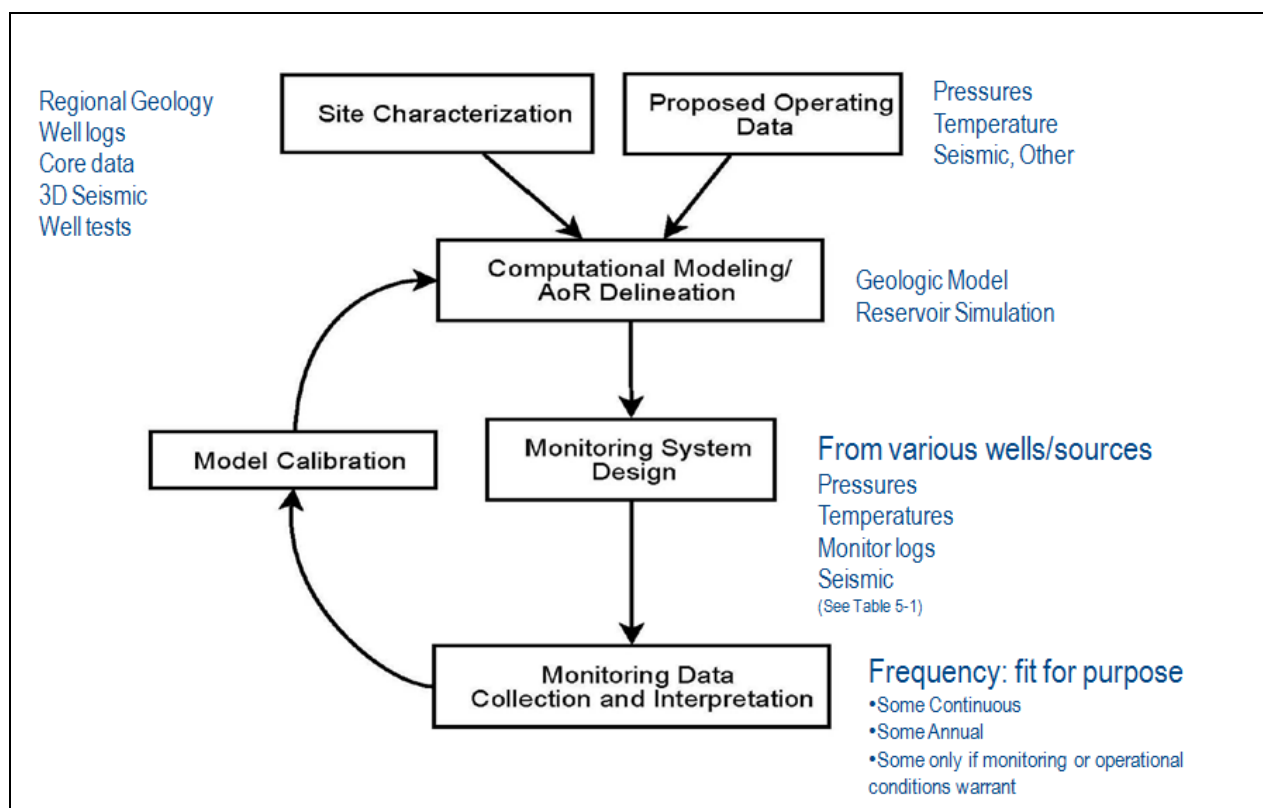 Regional Geology
Well logs
Core data
3D Seismic
Well tests
Site Characterization
Proposed Operating
Data
Pressures
Temperature
Seismic, Other
Computational Modeling/
AoR Delineation
Geologic Model
Reservoir Simulation
Model Calibration
Monitoring System
Design
From various wells/sources
Pressures
Temperatures
Monitor logs
Seismic
(See Table 5-1)
Monitoring Data
Collection and Interpretation
Frequency: fit for purpose
•Some Continuous
•Some Annual
•Some only if monitoring or operational
conditions warrant